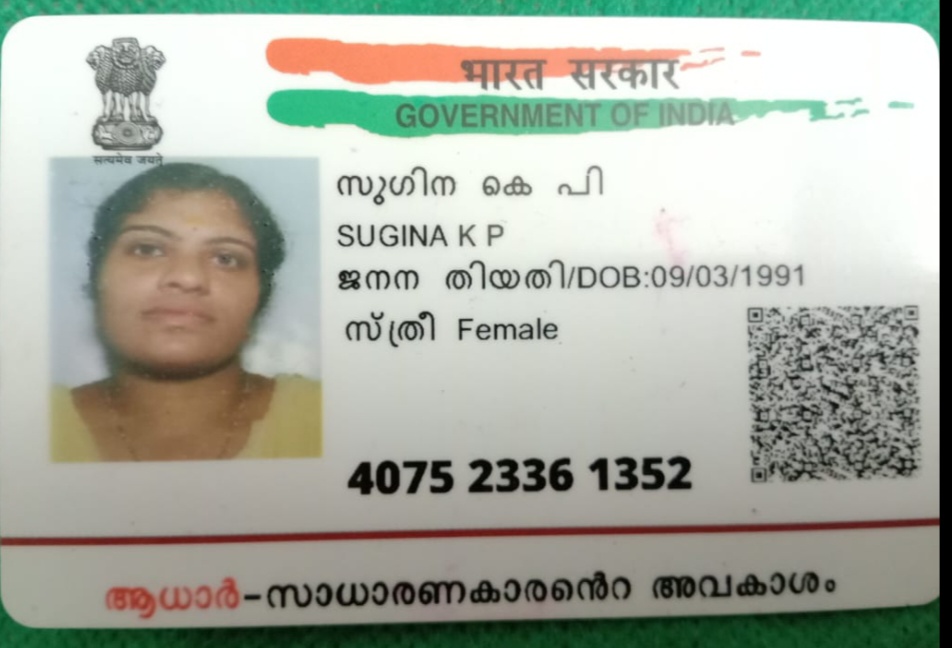 भारत सरकार
GOVERNMENT OF INDIA
सत्यमेव जयते
സുഗിന കെ പി
SUGINA K P
ജനന തിയതി/DOB:09/03/1991
സ്ത്രീ Female
4075 2336 1352
ആധാർ-സാധാരണകാരന്റെ അവകാശം